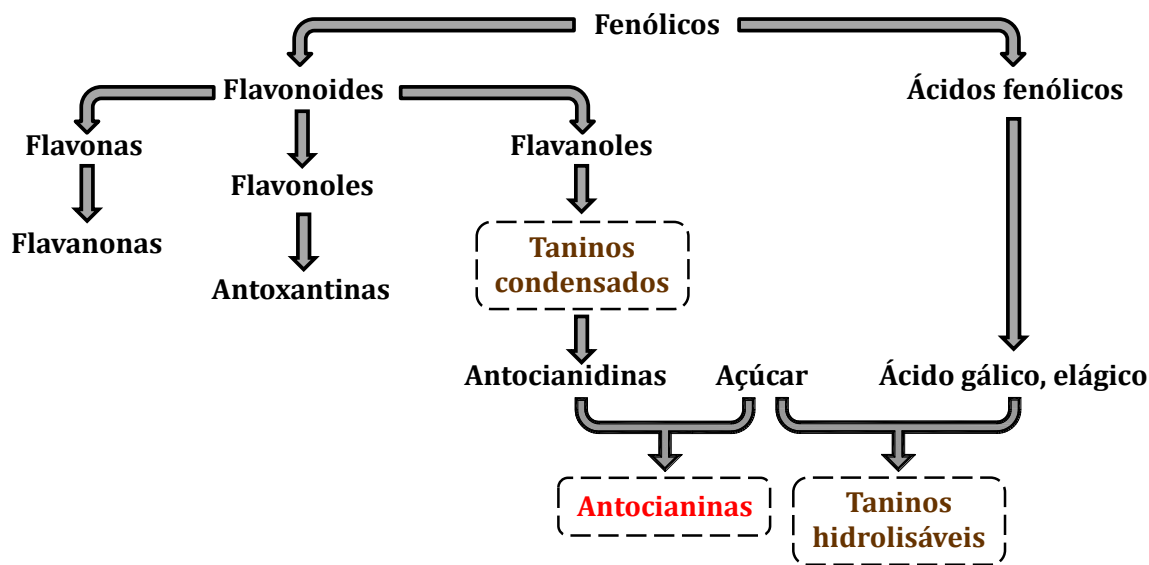 Fenólicos
Flavonoides
Ácidos fenólicos
Flavonas
Flavanoles
Flavonoles
Flavanonas
Taninos
condensados
Antoxantinas
Antocianidinas
Açúcar
Ácido gálico, elágico
Antocianinas
Taninos
hidrolisáveis